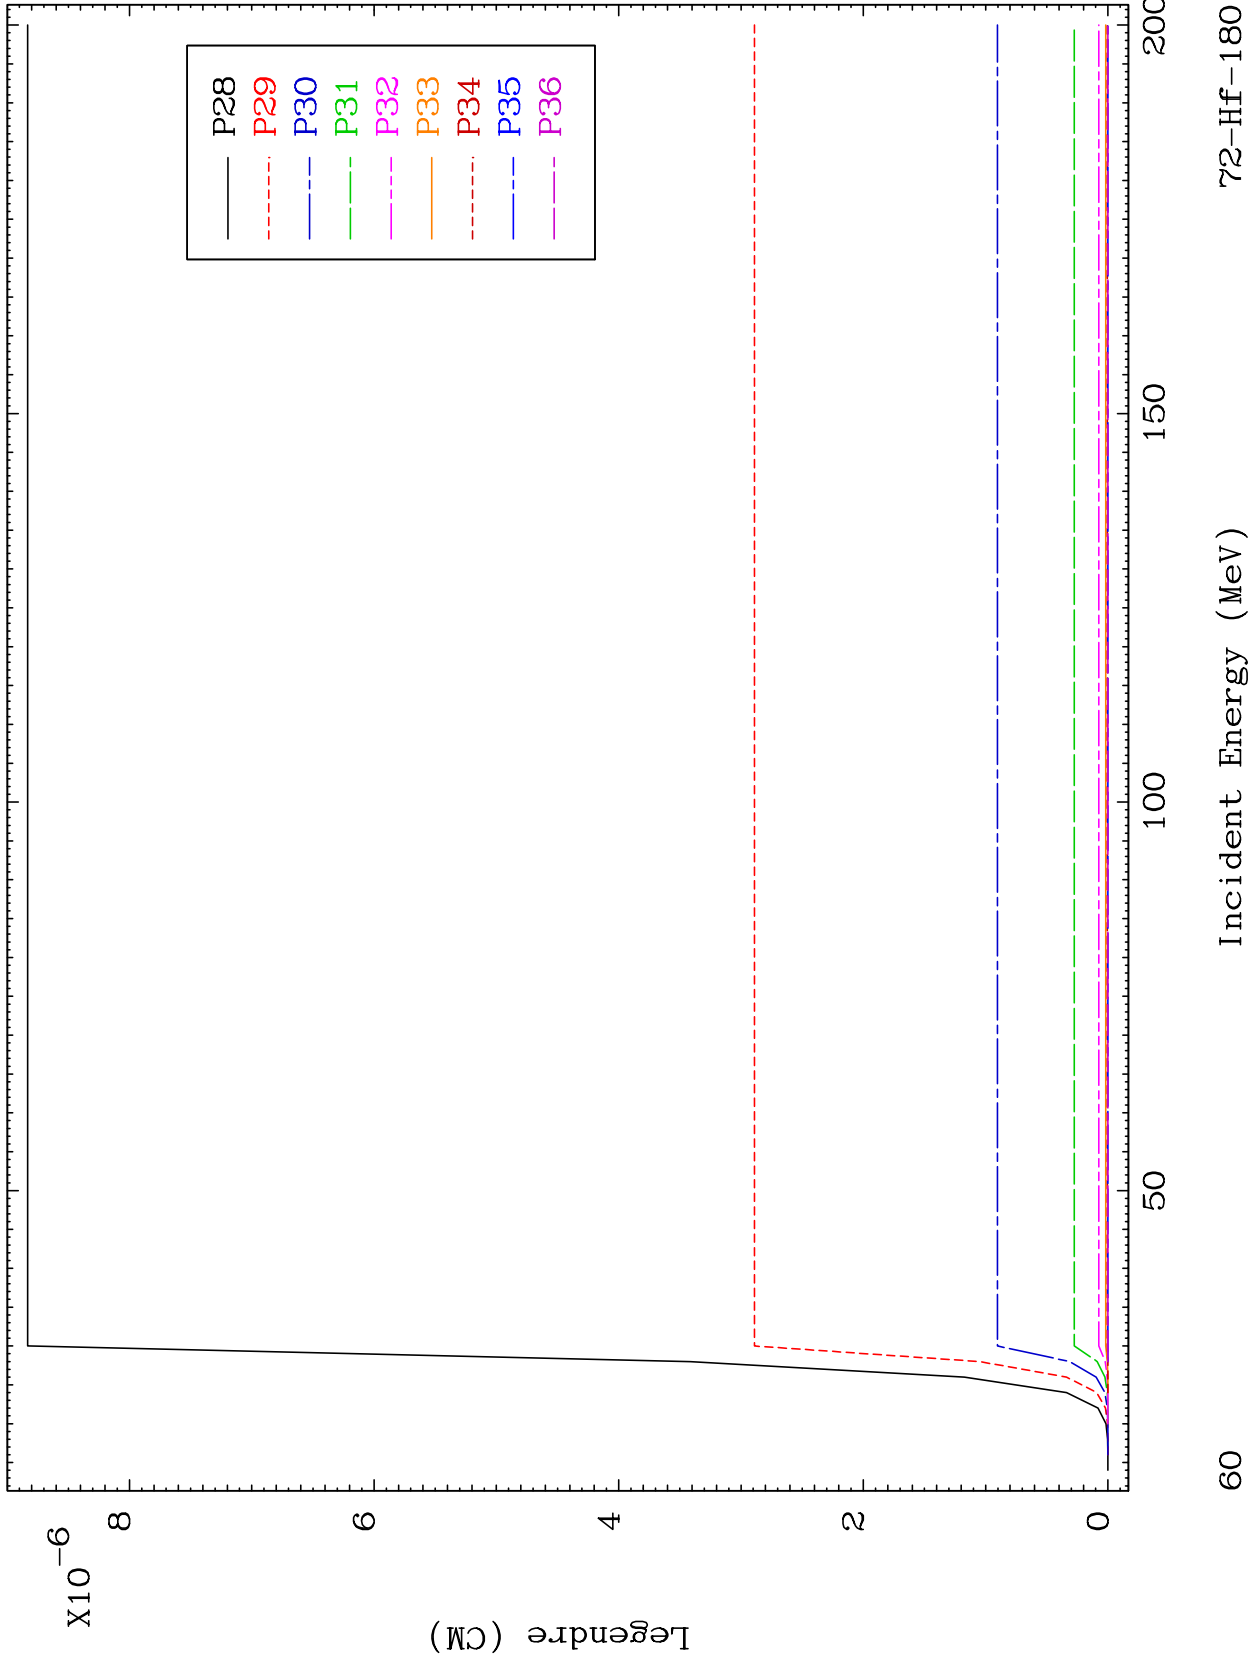 X10-6
8
6
4
2
0
Legendre (CM)
P28
P29
P30
P31
P32
P33
P34
P35
P36
50
100
150
200
Incident Energy (MeV)
60
72-Hf-180